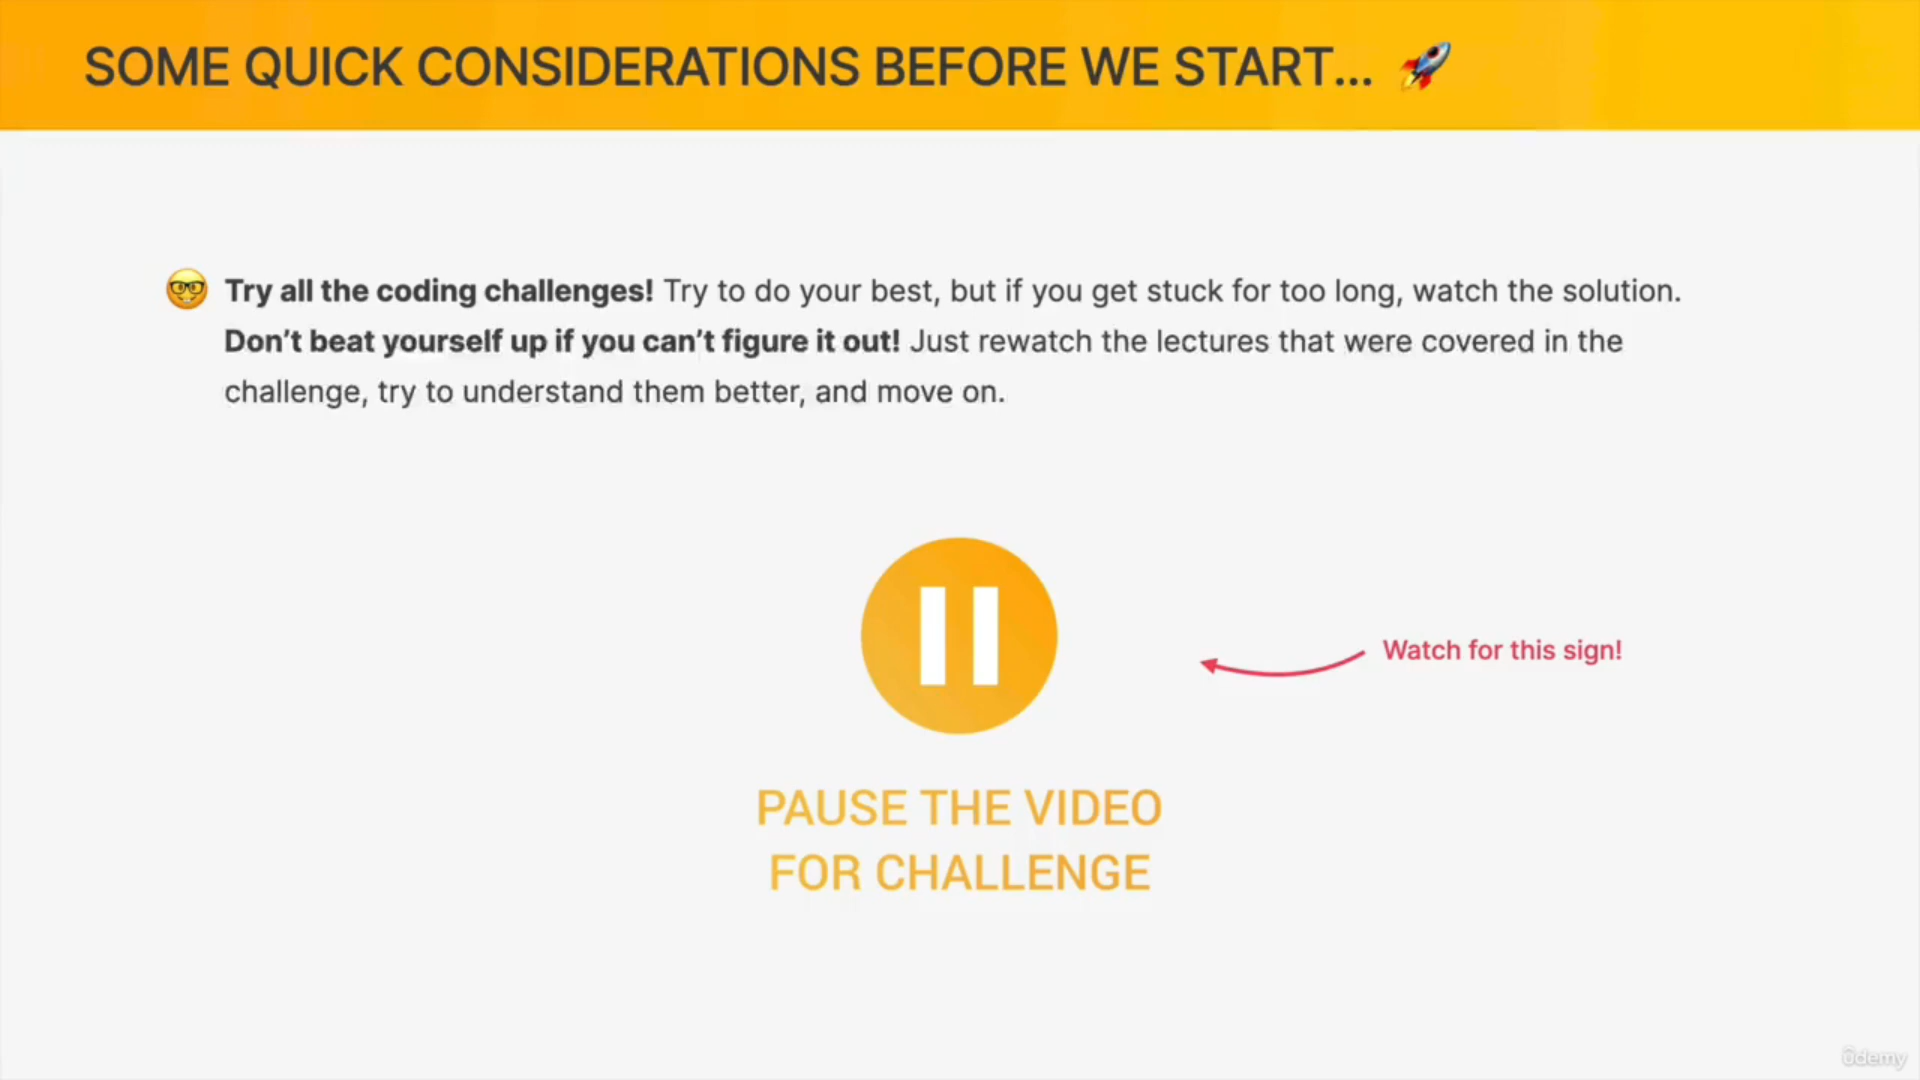 SOME QUICK CONSIDERATIONS BEFORE WE START... 🚀
🤓 Try all the coding challenges! Try to do your best, but if you get stuck for too long, watch the solution.
Don’t beat yourself up if you can’t figure it out! Just rewatch the lectures that were covered in the
challenge, try to understand them better, and move on.
Watch for this sign!
PAUSE THE VIDEO
FOR CHALLENGE
ûdemy